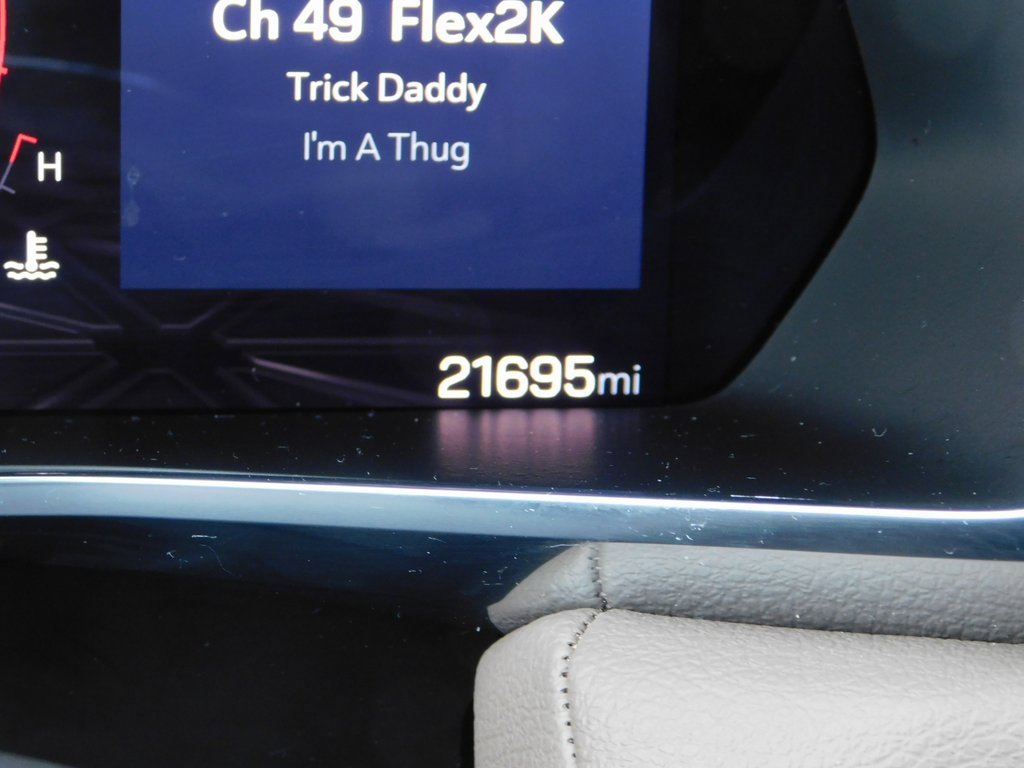 Ch 49 Flex2K
Trick Daddy
I'm A Thug
H
21695mi